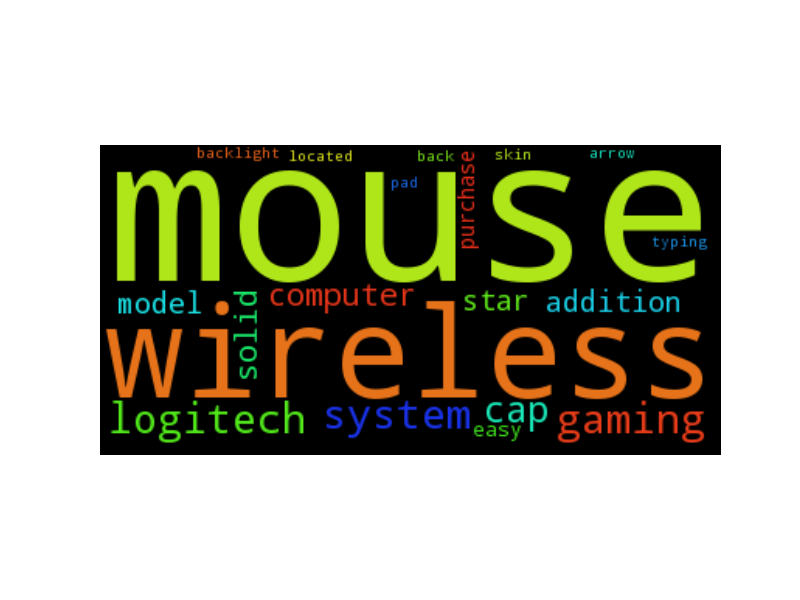 backlight located back skin arrow
mouse
pad
purchase
typing
model solid computer star addition
wireless
logitech system cap gaming
easy